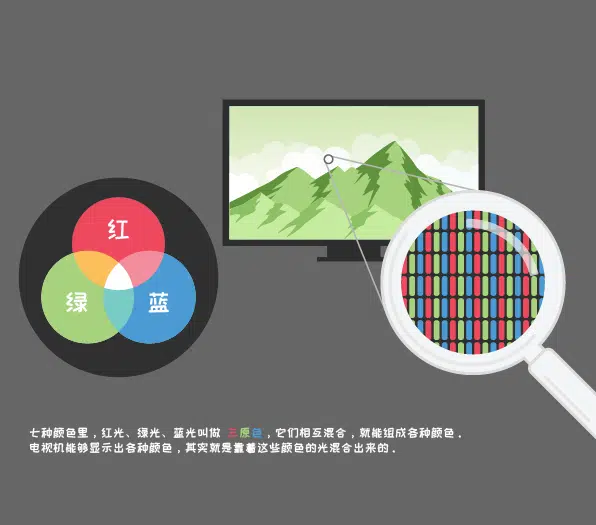 红
绿
蓝
七种颜色里，红光、绿光、蓝光叫做 三原色，它们相互混合，就能组成各种颜色。
电视机能够显示出各种颜色，其实就是靠着这些颜色的光混合出来的。